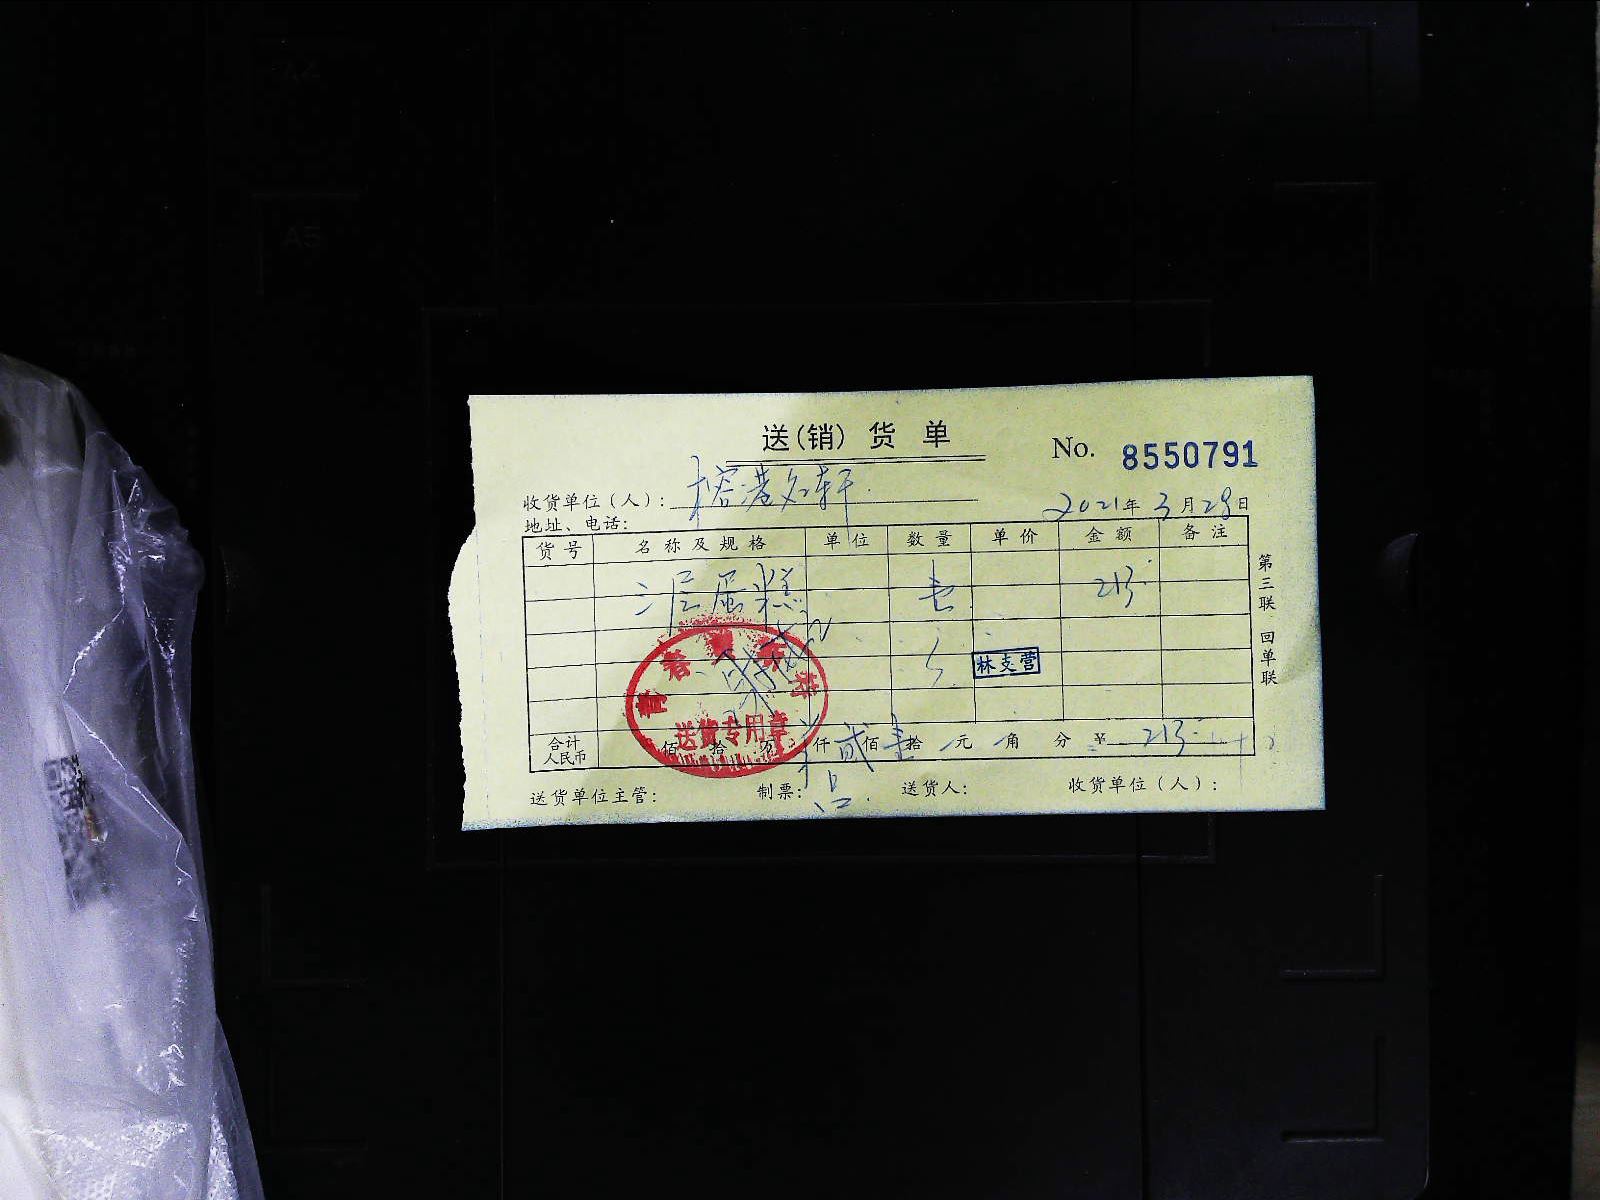 A5
送(销)货单
No. 8550791
收货单位(人):榕港名轩
2021年3月29日
地址、电话:
货号 名称及规格 单位 数量 单价 金额 备注
三层蛋糕 壹 213
林支营
送货专用章
合计人民币 佰拾万仟贰佰壹拾元角分 ¥213
送货单位主管: 制票: 送货人: 收货单位(人):
第三联 回单联